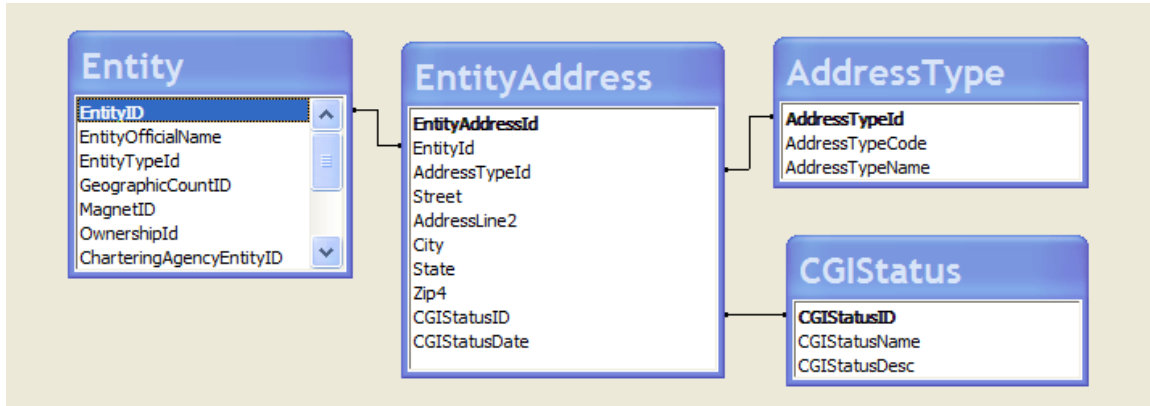 Entity
EntityID
EntityOfficialName
EntityTypeId
GeographicCountID
MagnetID
OwnershipId
CharteringAgencyEntityID
EntityAddress
EntityAddressId
EntityId
AddressTypeId
Street
AddressLine2
City
State
Zip4
CGIStatusID
CGIStatusDate
AddressType
AddressTypeId
AddressTypeCode
AddressTypeName
CGIStatus
CGIStatusID
CGIStatusName
CGIStatusDesc